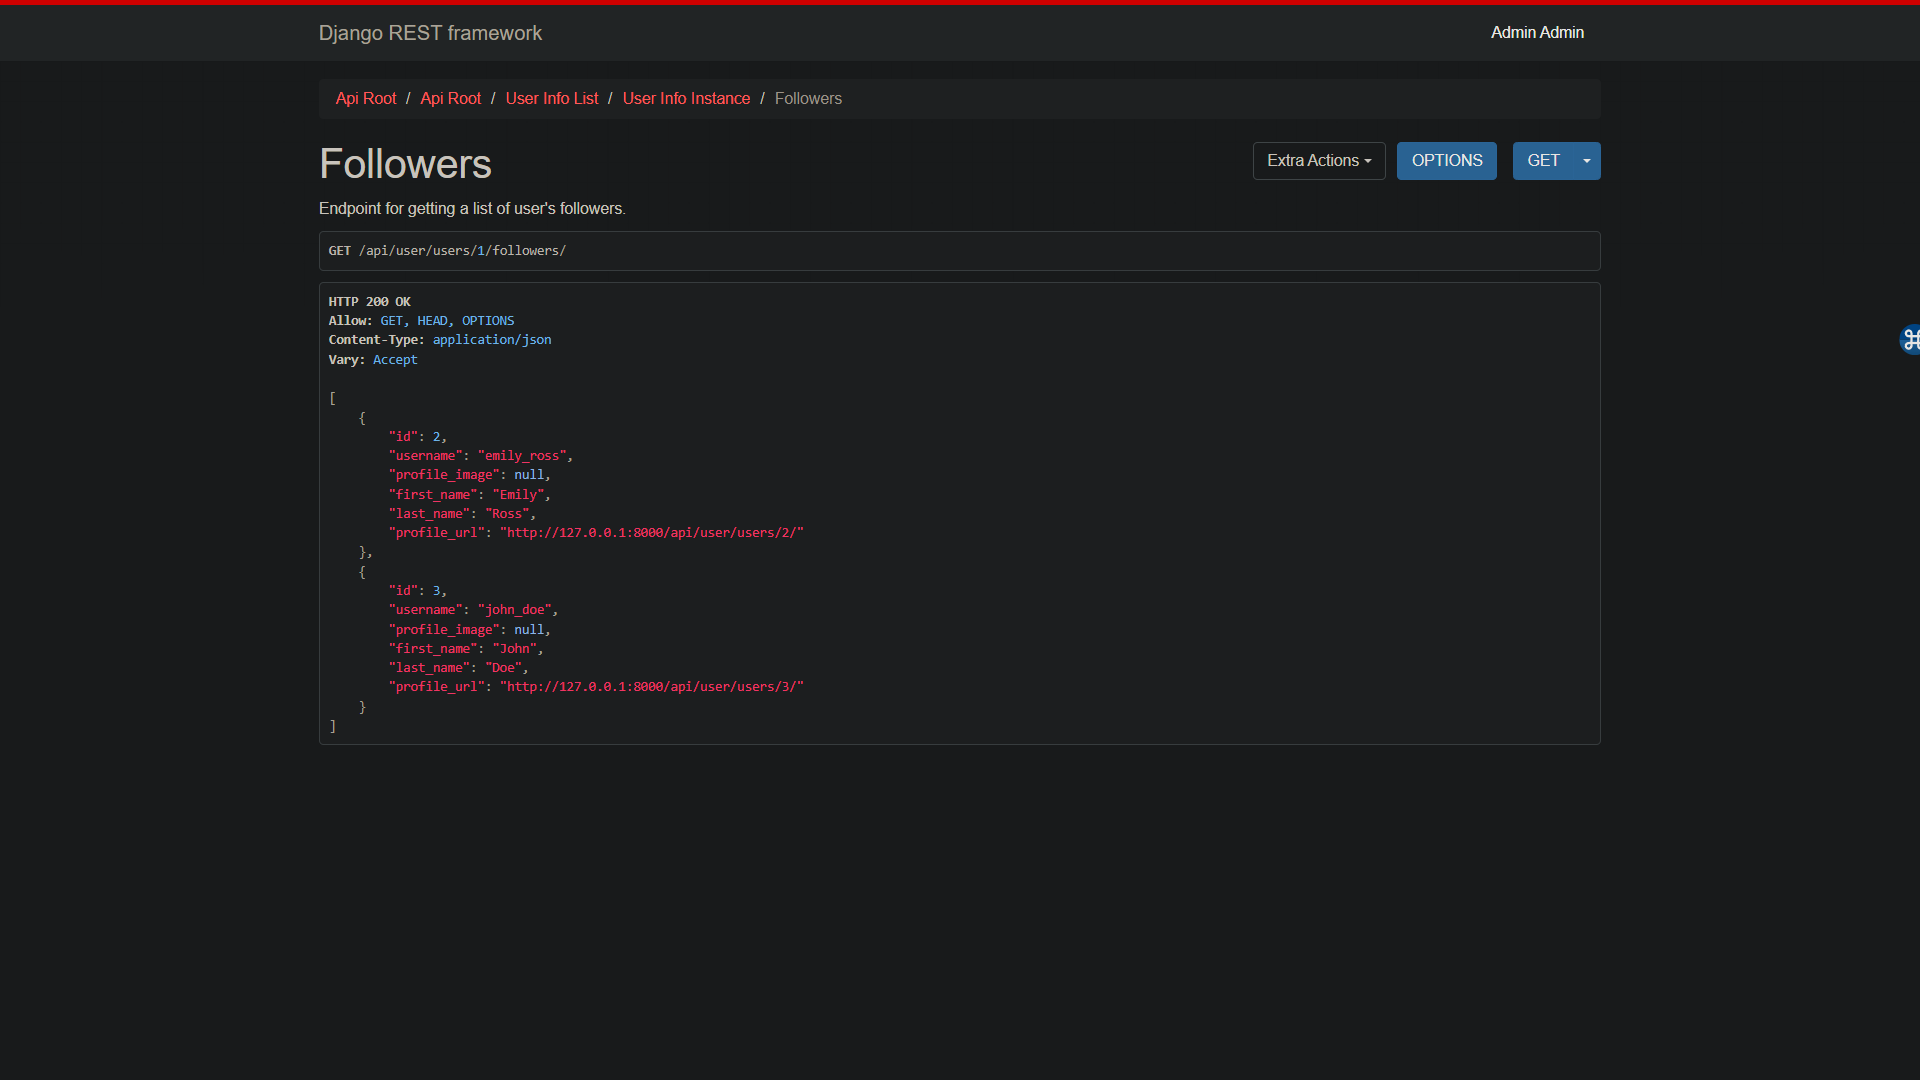 Django REST framework
Admin Admin
Api Root / Api Root / User Info List / User Info Instance / Followers
Followers
Extra Actions
OPTIONS
GET
Endpoint for getting a list of user's followers.
GET /api/user/users/1/followers/
HTTP 200 OK
Allow: GET, HEAD, OPTIONS
Content-Type: application/json
Vary: Accept
[
    {
        "id": 2,
        "username": "emily_ross",
        "profile_image": null,
        "first_name": "Emily",
        "last_name": "Ross",
        "profile_url": "http://127.0.0.1:8000/api/user/users/2/"
    },
    {
        "id": 3,
        "username": "john_doe",
        "profile_image": null,
        "first_name": "John",
        "last_name": "Doe",
        "profile_url": "http://127.0.0.1:8000/api/user/users/3/"
    }
]